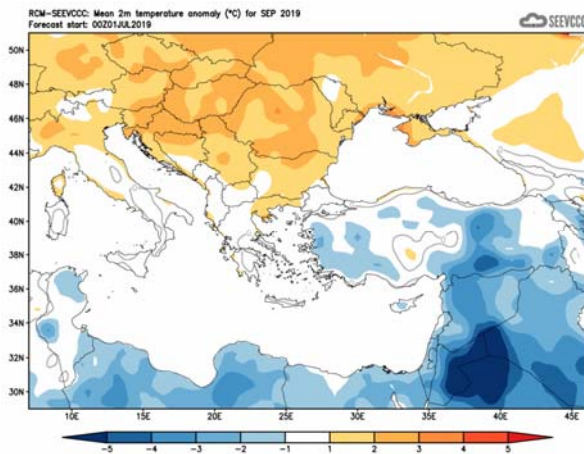 RCM-SEEVCCC: Mean 2m temperature anomaly (°C) for SEP 2019
Forecast start: 00Z01JUL2019
SEEVCCC
50N
48N
46N
44N
42N
40N
38N
36N
34N
32N
30N
10E 15E 20E 25E 30E 35E 40E 45E
-5 -4 -3 -2 -1 1 2 3 4 5